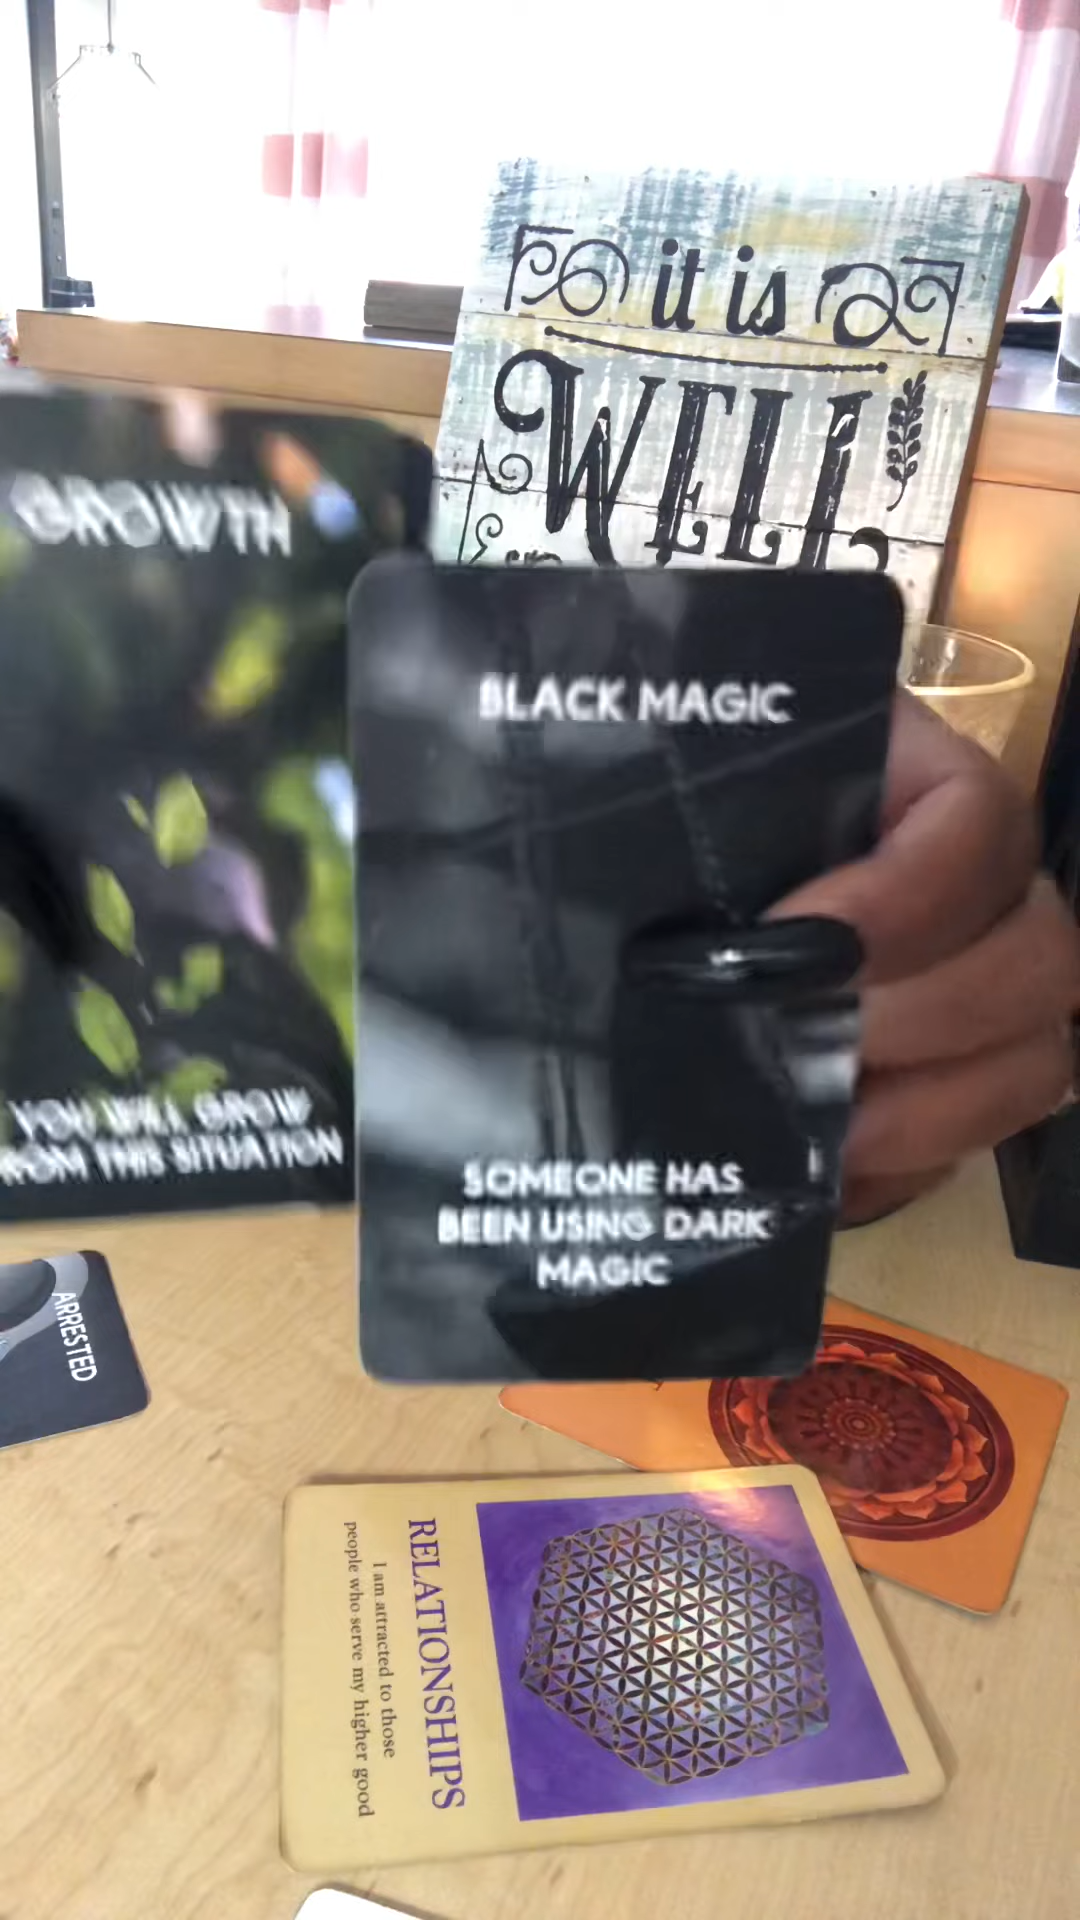 it is
WELL
GROWTH
YOU WILL GROW
FROM THIS SITUATION
BLACK MAGIC
SOMEONE HAS
BEEN USING DARK
MAGIC
ARRESTED
RELATIONSHIPS
I am attracted to those
people who serve my higher good